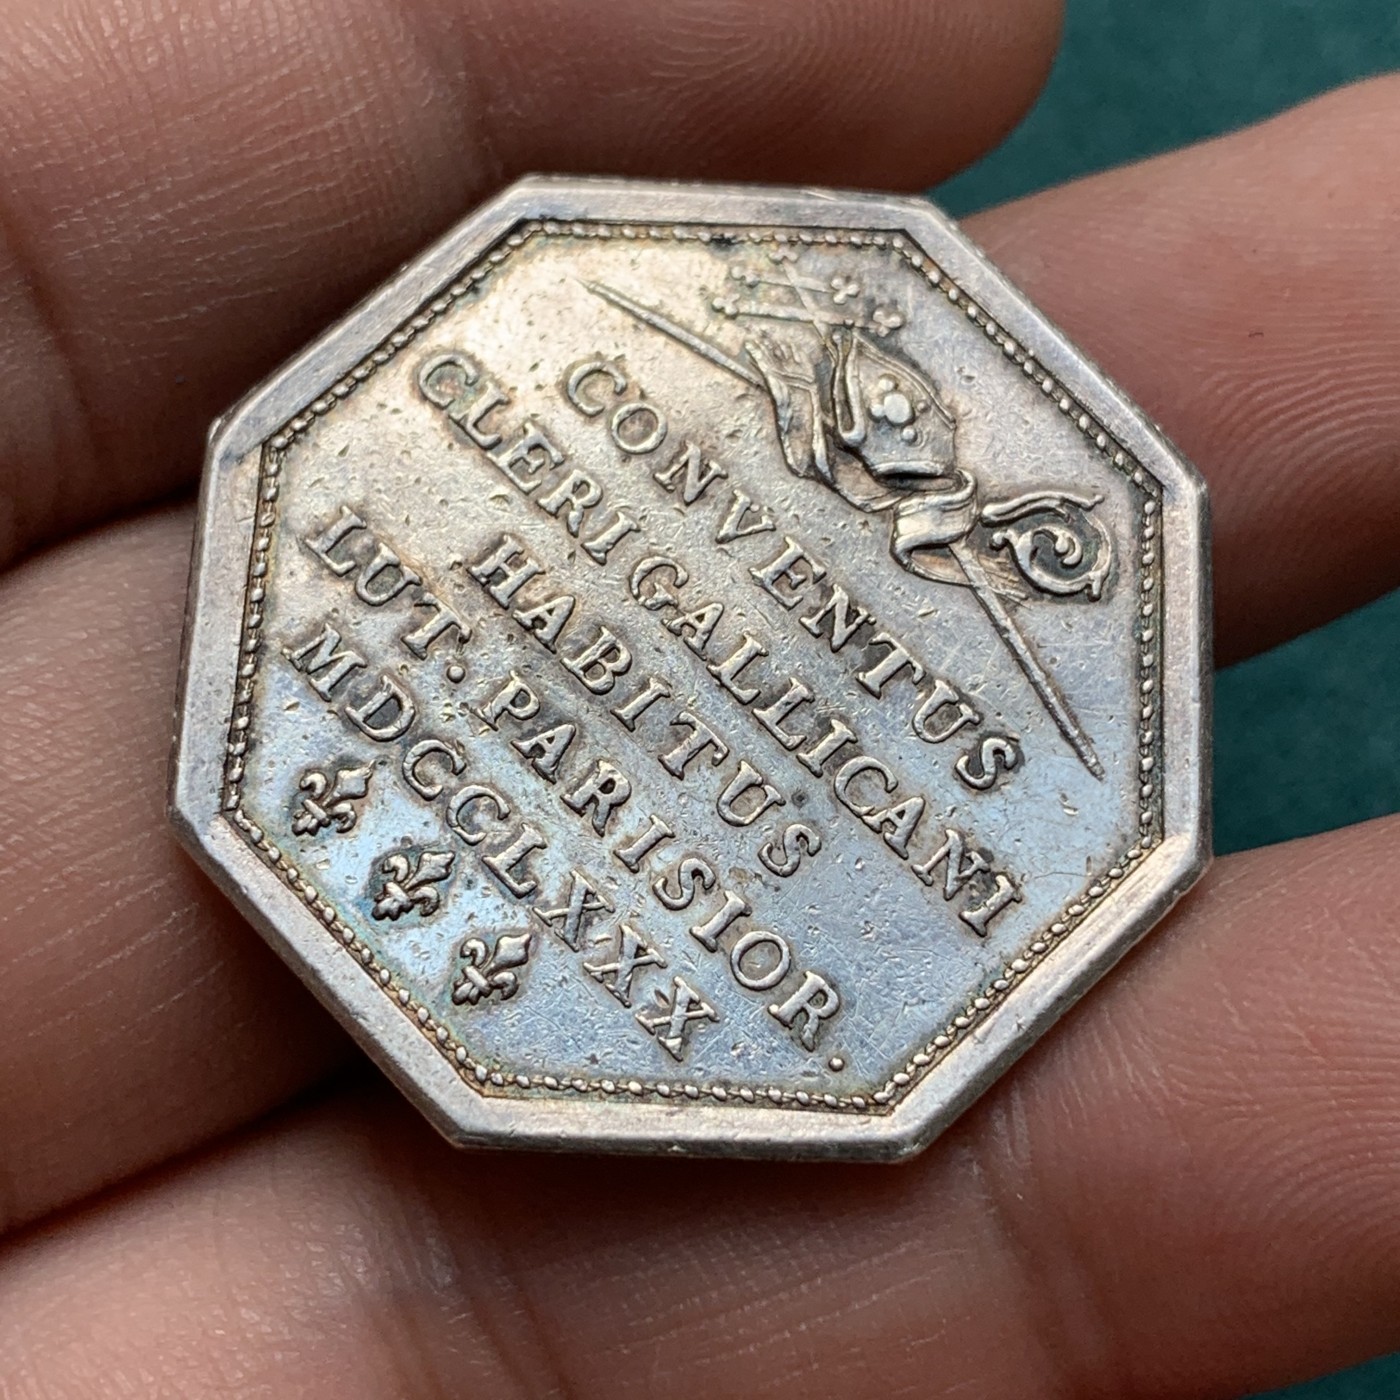 CONVENTUS
CLERI GALLICANI
HABITUS
LUT. PARISIOR.
MDCCLXXX